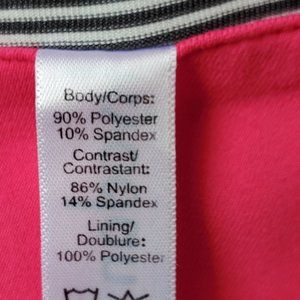 Body/Corps:
90% Polyester
10% Spandex
Contrast/
Contrastant:
86% Nylon
14% Spandex
Lining/
Doublure:
100% Polyester